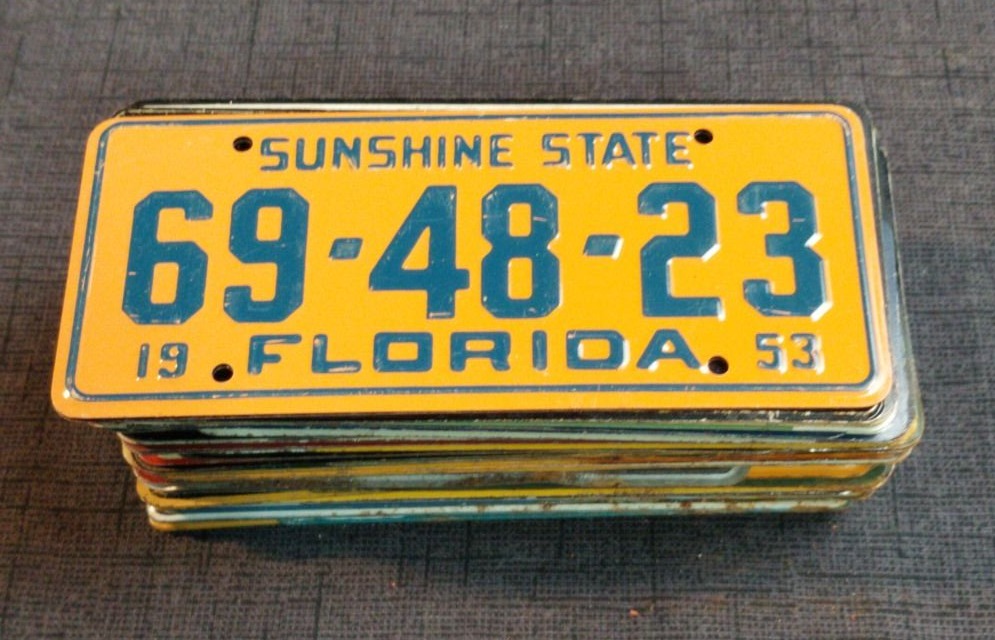 SUNSHINE STATE
69-48-23
19 FLORIDA 53